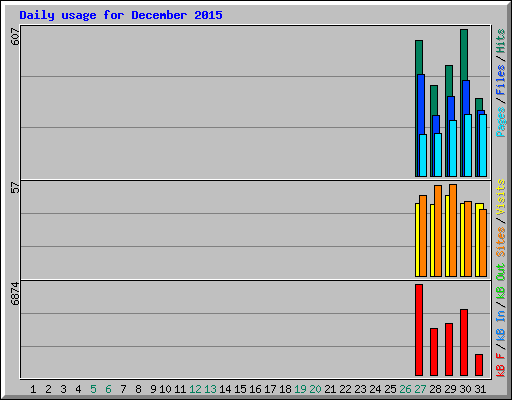 Daily usage for December 2015
607
57
6874
Pages / Files / Hits
Sites / Visits
kB F / kB In / kB Out
1 2 3 4 5 6 7 8 9 10 11 12 13 14 15 16 17 18 19 20 21 22 23 24 25 26 27 28 29 30 31